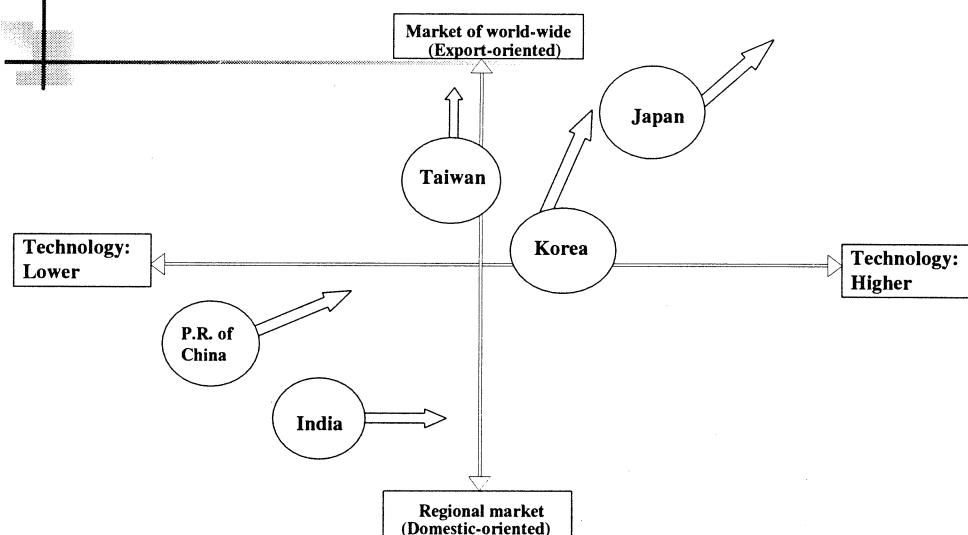 Market of world-wide
(Export-oriented)
Japan
Taiwan
Korea
Technology:
Lower
Technology:
Higher
P.R. of
China
India
Regional market
(Domestic-oriented)